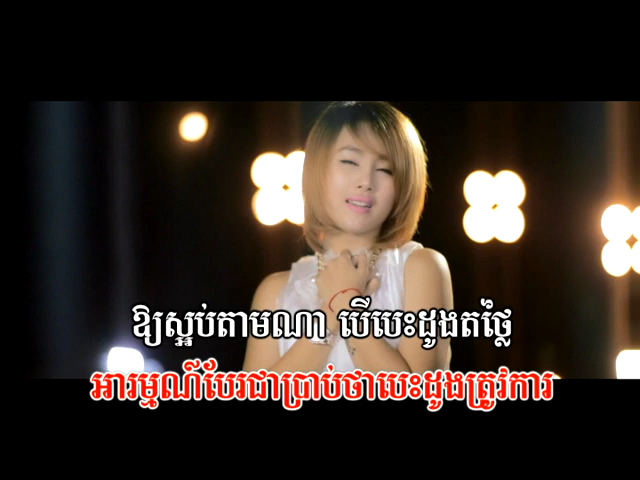 ឱ្យស្អប់តាមណា បើបេះដូងតថ្លៃ
អារម្មណ៍បែរជាប្រាប់ថាបេះដូងត្រូវការ